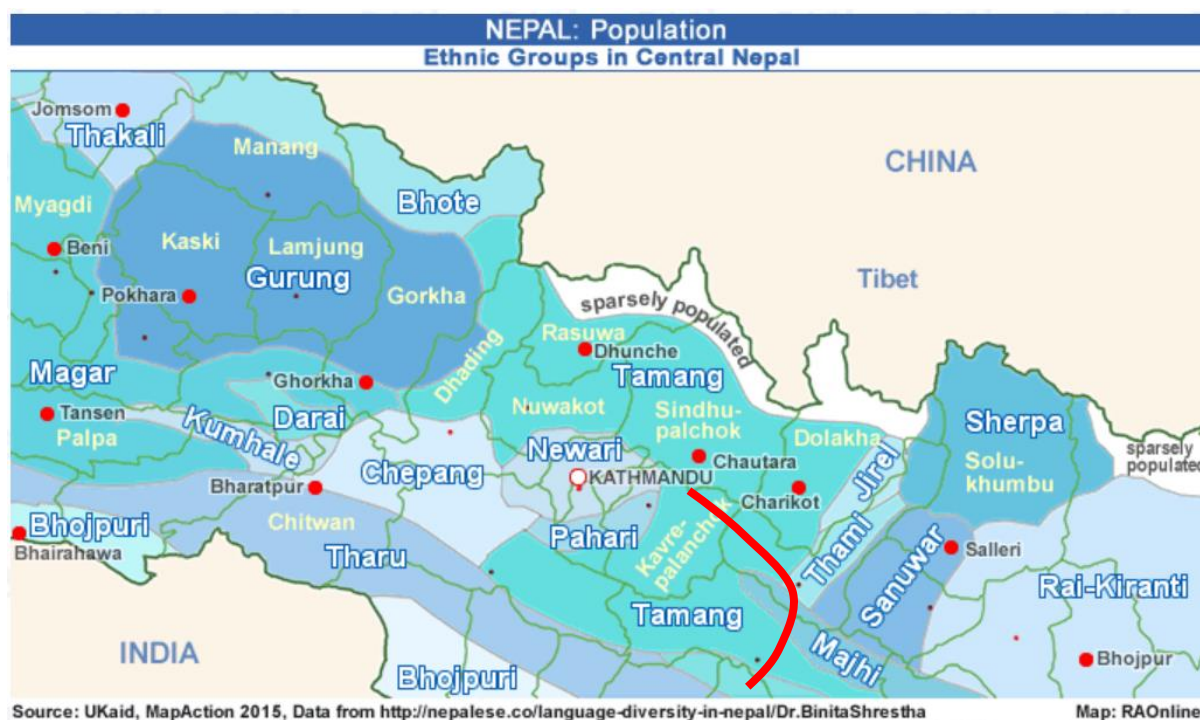 NEPAL: Population
Ethnic Groups in Central Nepal
Jomsom
Thakali
Manang
CHINA
Myagdi
Bhote
Beni
Kaski
Lamjung
Gurung
Tibet
Pokhara
Gorkha
sparsely populated
Rasuwa
Dhunche
Dhading
Magar
Ghorkha
Tamang
Tansen
Darai
Nuwakot
Sindhu-
palchok
Sherpa
Palpa
Kumhale
Newari
Dolakha
sparsely
populated
Chepang
KATHMANDU
Chautara
Jirel
Solu-
khumbu
Bharatpur
Charikot
Bhojpuri
Chitwan
Pahari
Kavre-
palanchok
Thami
Bhairahawa
Tharu
Salleri
Sanuwar
Rai-Kiranti
Tamang
INDIA
Majhi
Bhojpur
Bhojpuri
Source: UKaid, MapAction 2015, Data from http://nepalese.co/language-diversity-in-nepal/Dr.BinitaShrestha
Map: RAOnline